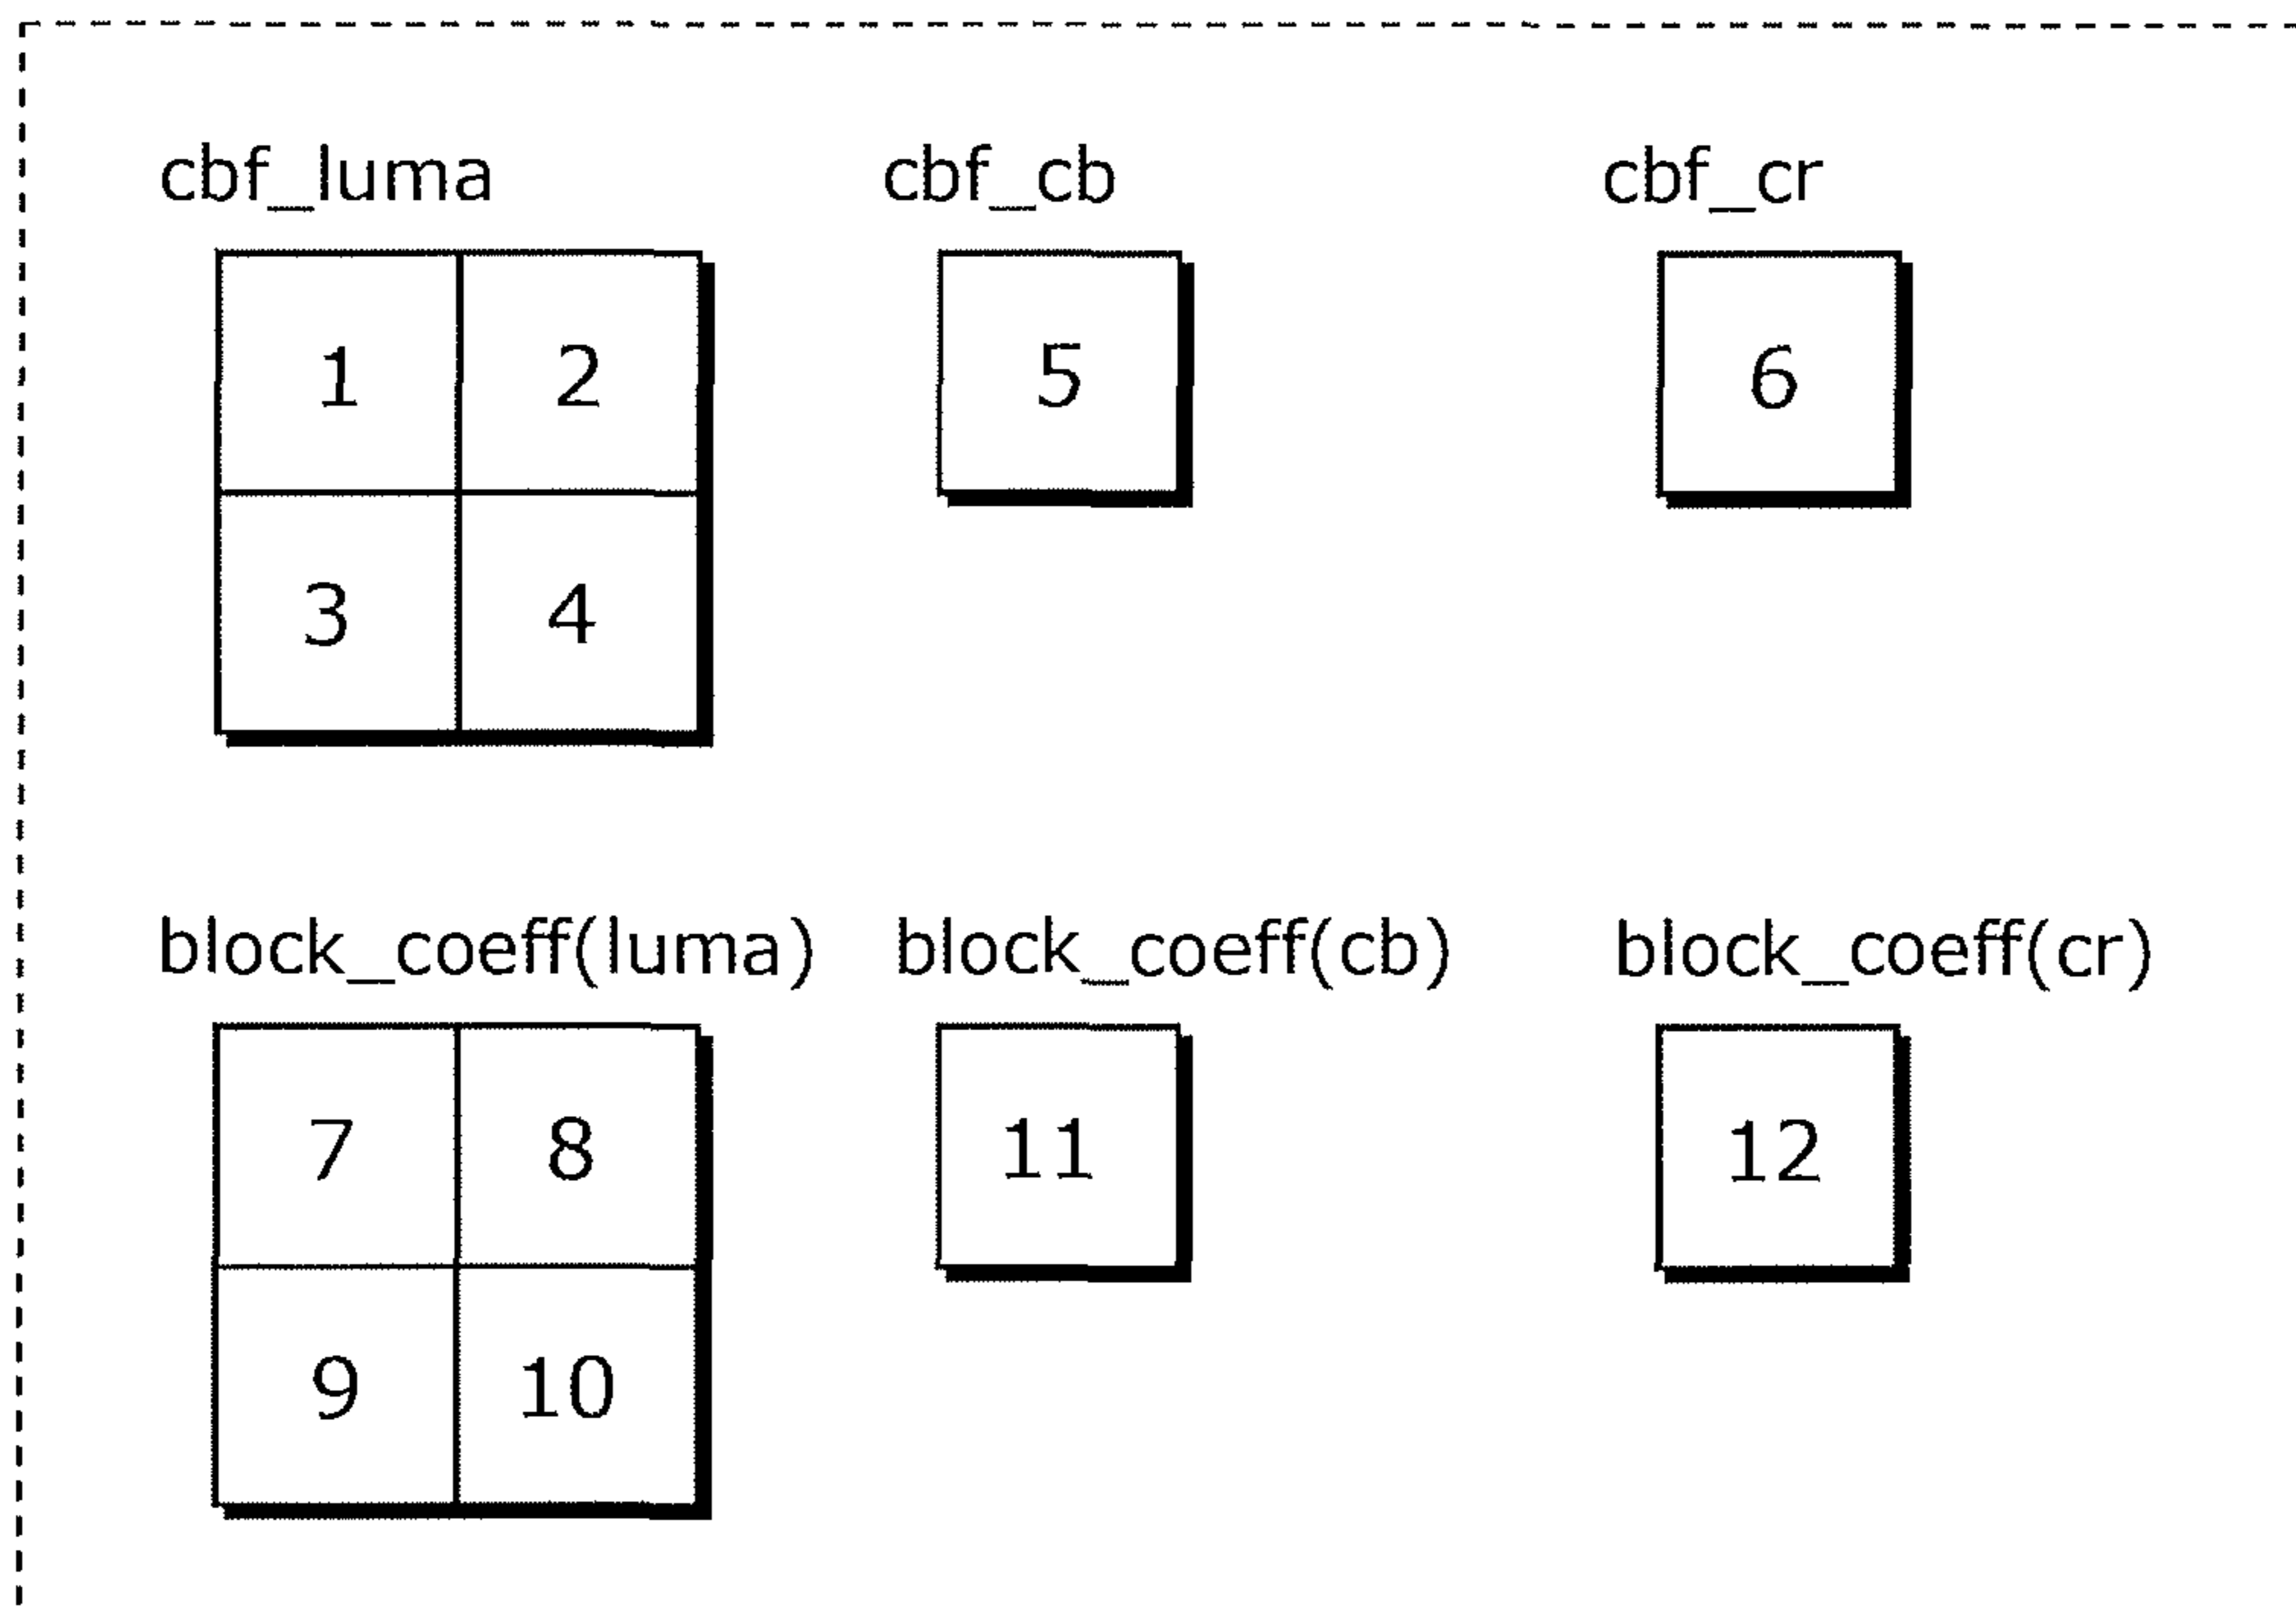 cbf_luma cbf_cb cbf_cr
1 2 5 6
3 4
block_coeff(luma) block_coeff(cb) block_coeff(cr)
7 8 11 12
9 10